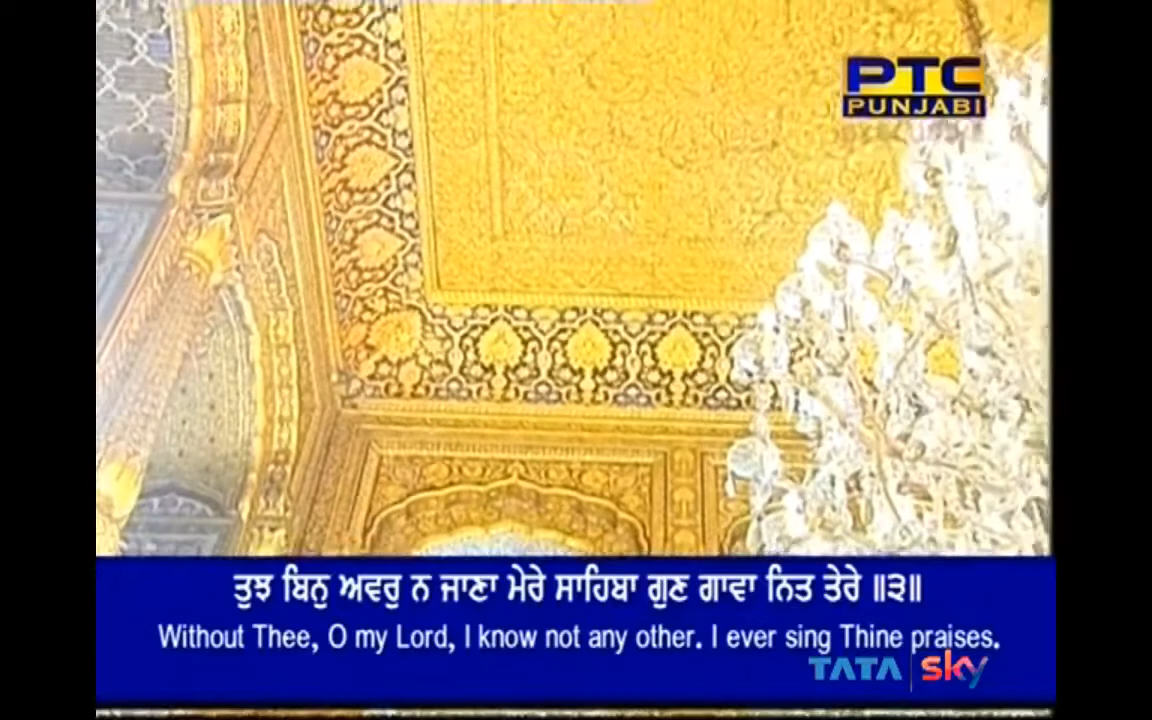 PTC
PUNJABI
ਤੁਝ ਬਿਨੁ ਅਵਰੁ ਨ ਜਾਣਾ ਮੇਰੇ ਸਾਹਿਬਾ ਗੁਣ ਗਾਵਾ ਨਿਤ ਤੇਰੇ ॥੩॥
Without Thee, O my Lord, I know not any other. I ever sing Thine praises.
TATA sky